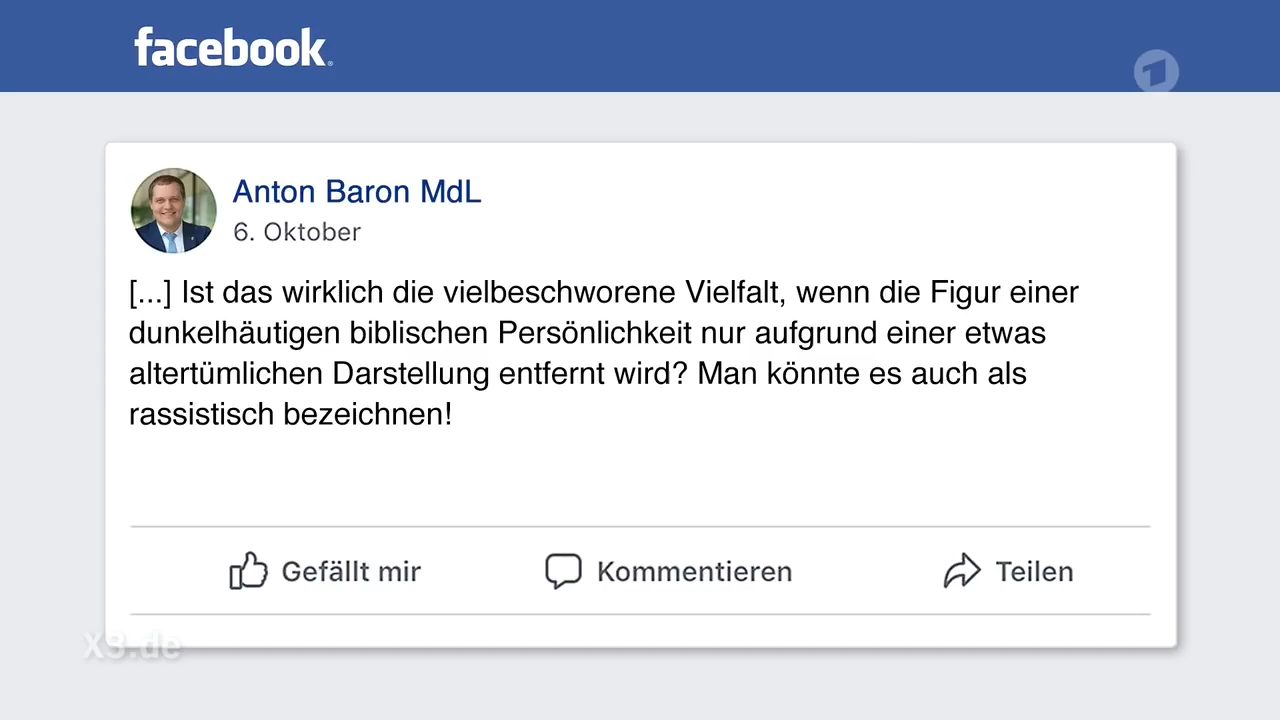 facebook
Anton Baron MdL
6. Oktober
[...] Ist das wirklich die vielbeschworene Vielfalt, wenn die Figur einer
dunkelhäutigen biblischen Persönlichkeit nur aufgrund einer etwas
altertümlichen Darstellung entfernt wird? Man könnte es auch als
rassistisch bezeichnen!
Gefällt mir
Kommentieren
Teilen
X3.de